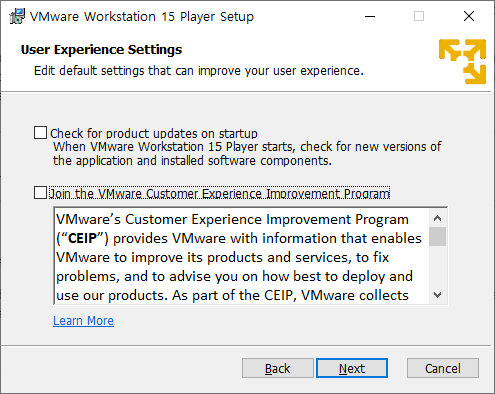 VMware Workstation 15 Player Setup
User Experience Settings
Edit default settings that can improve your user experience.
Check for product updates on startup
When VMware Workstation 15 Player starts, check for new versions of
the application and installed software components.
Join the VMware Customer Experience Improvement Program
VMware’s Customer Experience Improvement Program
(“CEIP”) provides VMware with information that enables
VMware to improve its products and services, to fix
problems, and to advise you on how best to deploy and
use our products. As part of the CEIP, VMware collects
Learn More
Back
Next
Cancel